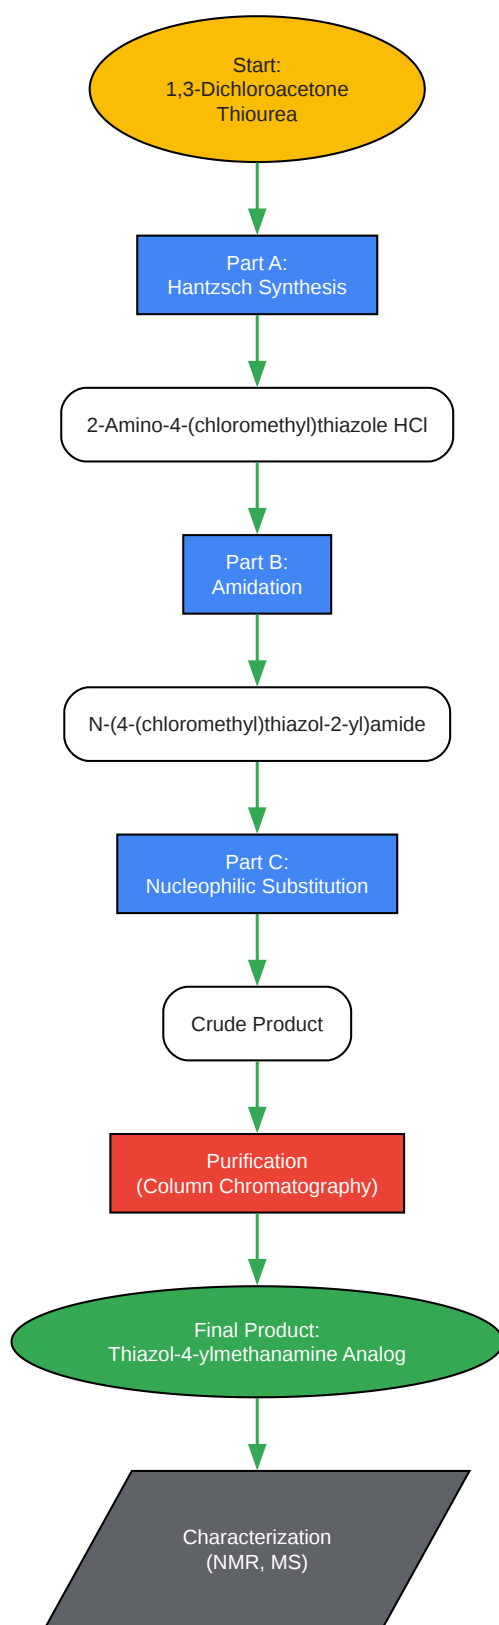 Start:
1,3-Dichloroacetone
Thiourea
Part A:
Hantzsch Synthesis
2-Amino-4-(chloromethyl)thiazole HCl
Part B:
Amidation
N-(4-(chloromethyl)thiazol-2-yl)amide
Part C:
Nucleophilic Substitution
Crude Product
Purification
(Column Chromatography)
Final Product:
Thiazol-4-ylmethanamine Analog
Characterization
(NMR, MS)